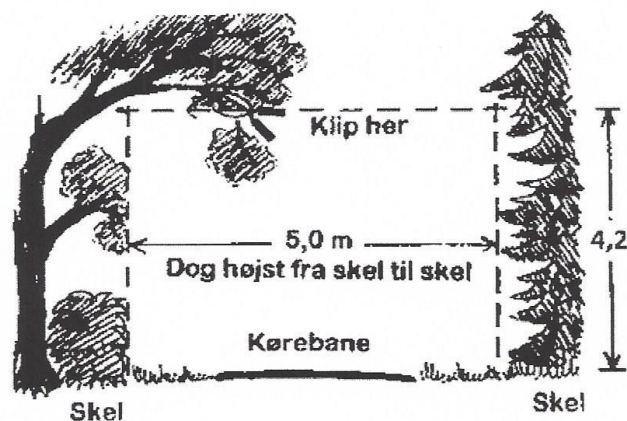 Klip her
5,0 m
4,2
Dog højst fra skel til skel
Kørebane
Skel
Skel